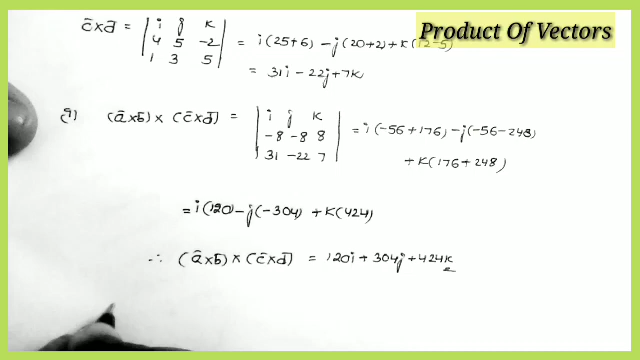 Product Of Vectors
c̄×d̄ = | i j k | = i(25+6) -j(20+2)+k(12-5)
| 4 5 -2 |
| 1 3 5 |
= 31i - 22j+7k
(ā×b̄) × (c̄×d̄) = | i j k | = i(-56+176) -j(-56-248)
| -8 -8 8 |
| 31 -22 7 |
+k(176+248)
= i(120) -j(-304) +k(424)
∴ (ā×b̄) × (c̄×d̄) = 120i + 304j +424k